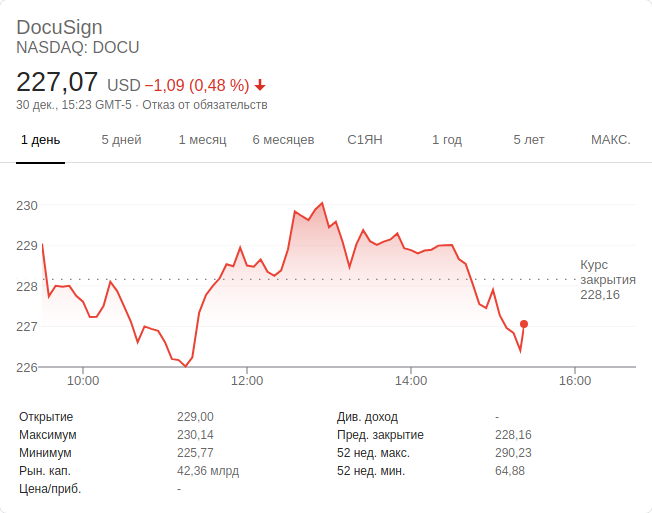 DocuSign
NASDAQ: DOCU
227,07 USD −1,09 (0,48 %)
30 дек., 15:23 GMT-5 · Отказ от обязательств
1 день 5 дней 1 месяц 6 месяцев С1ЯН 1 год 5 лет МАКС.
230
229
228
227
226
Курс
закрытия
228,16
10:00 12:00 14:00 16:00
Открытие 229,00 Див. доход -
Максимум 230,14 Пред. закрытие 228,16
Минимум 225,77 52 нед. макс. 290,23
Рын. кап. 42,36 млрд 52 нед. мин. 64,88
Цена/приб. -